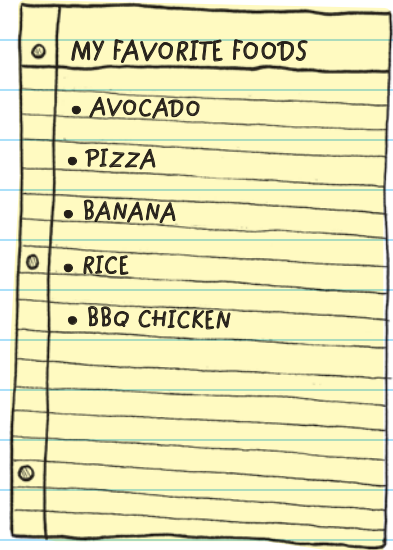 MY FAVORITE FOODS
• AVOCADO
• PIZZA
• BANANA
• RICE
• BBQ CHICKEN